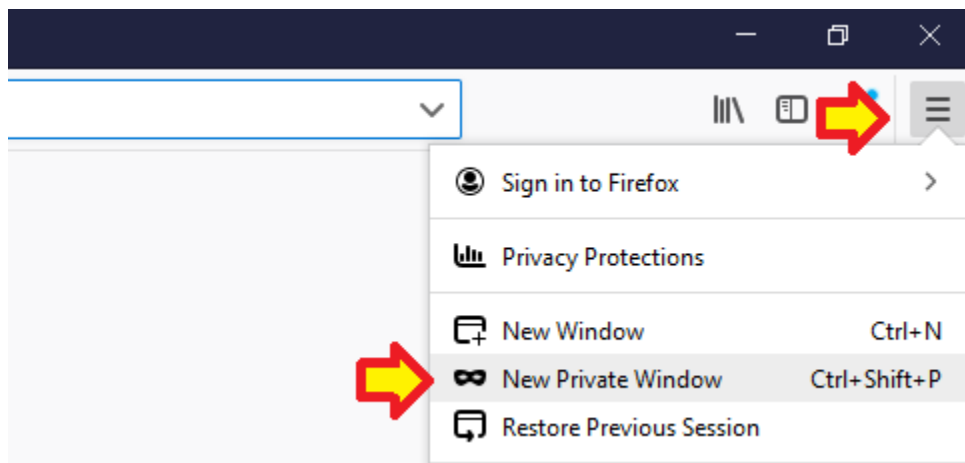 Sign in to Firefox
Privacy Protections
New Window Ctrl+N
New Private Window Ctrl+Shift+P
Restore Previous Session